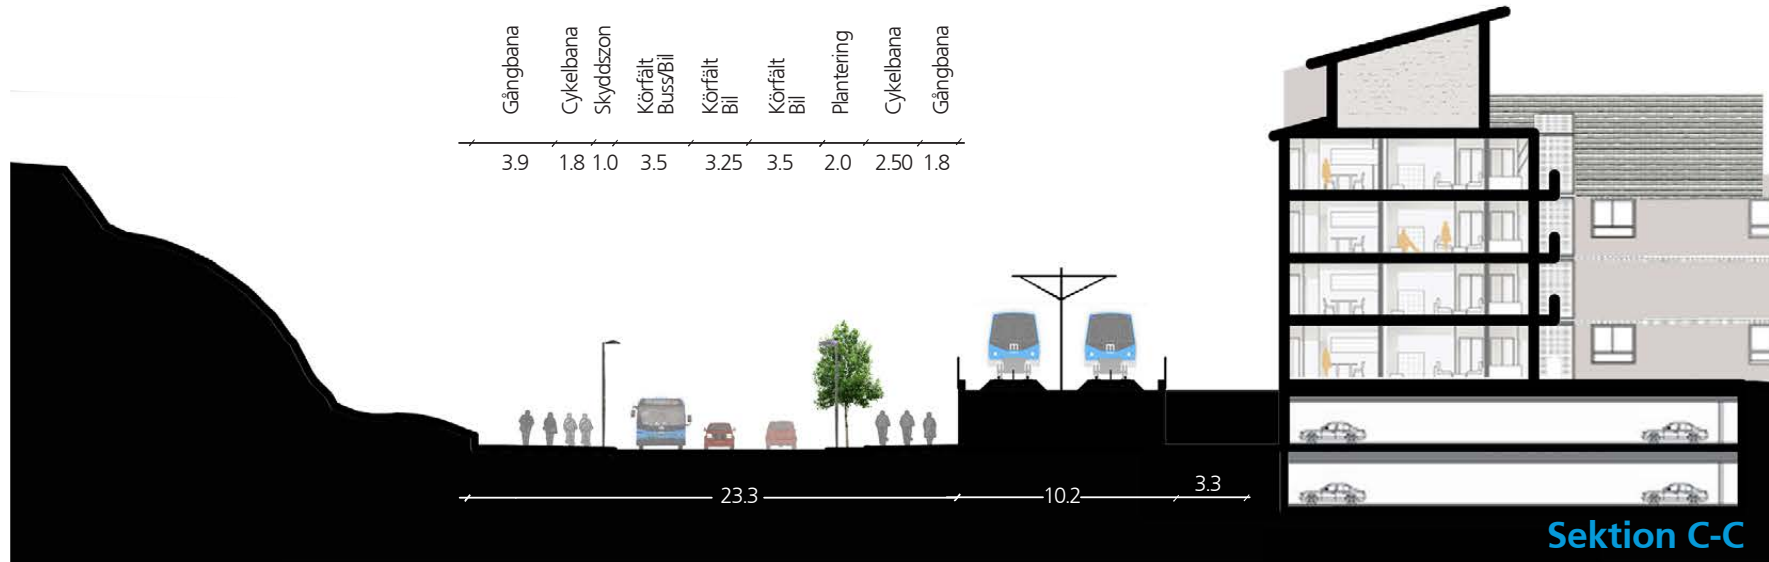 Gångbana
Cykelbana
Skyddszon
Körfält
Buss/Bil
Körfält
Bil
Körfält
Bil
Plantering
Cykelbana
Gångbana
3.9 1.8 1.0 3.5 3.25 3.5 2.0 2.50 1.8
m m
23.3 10.2 3.3
Sektion C-C